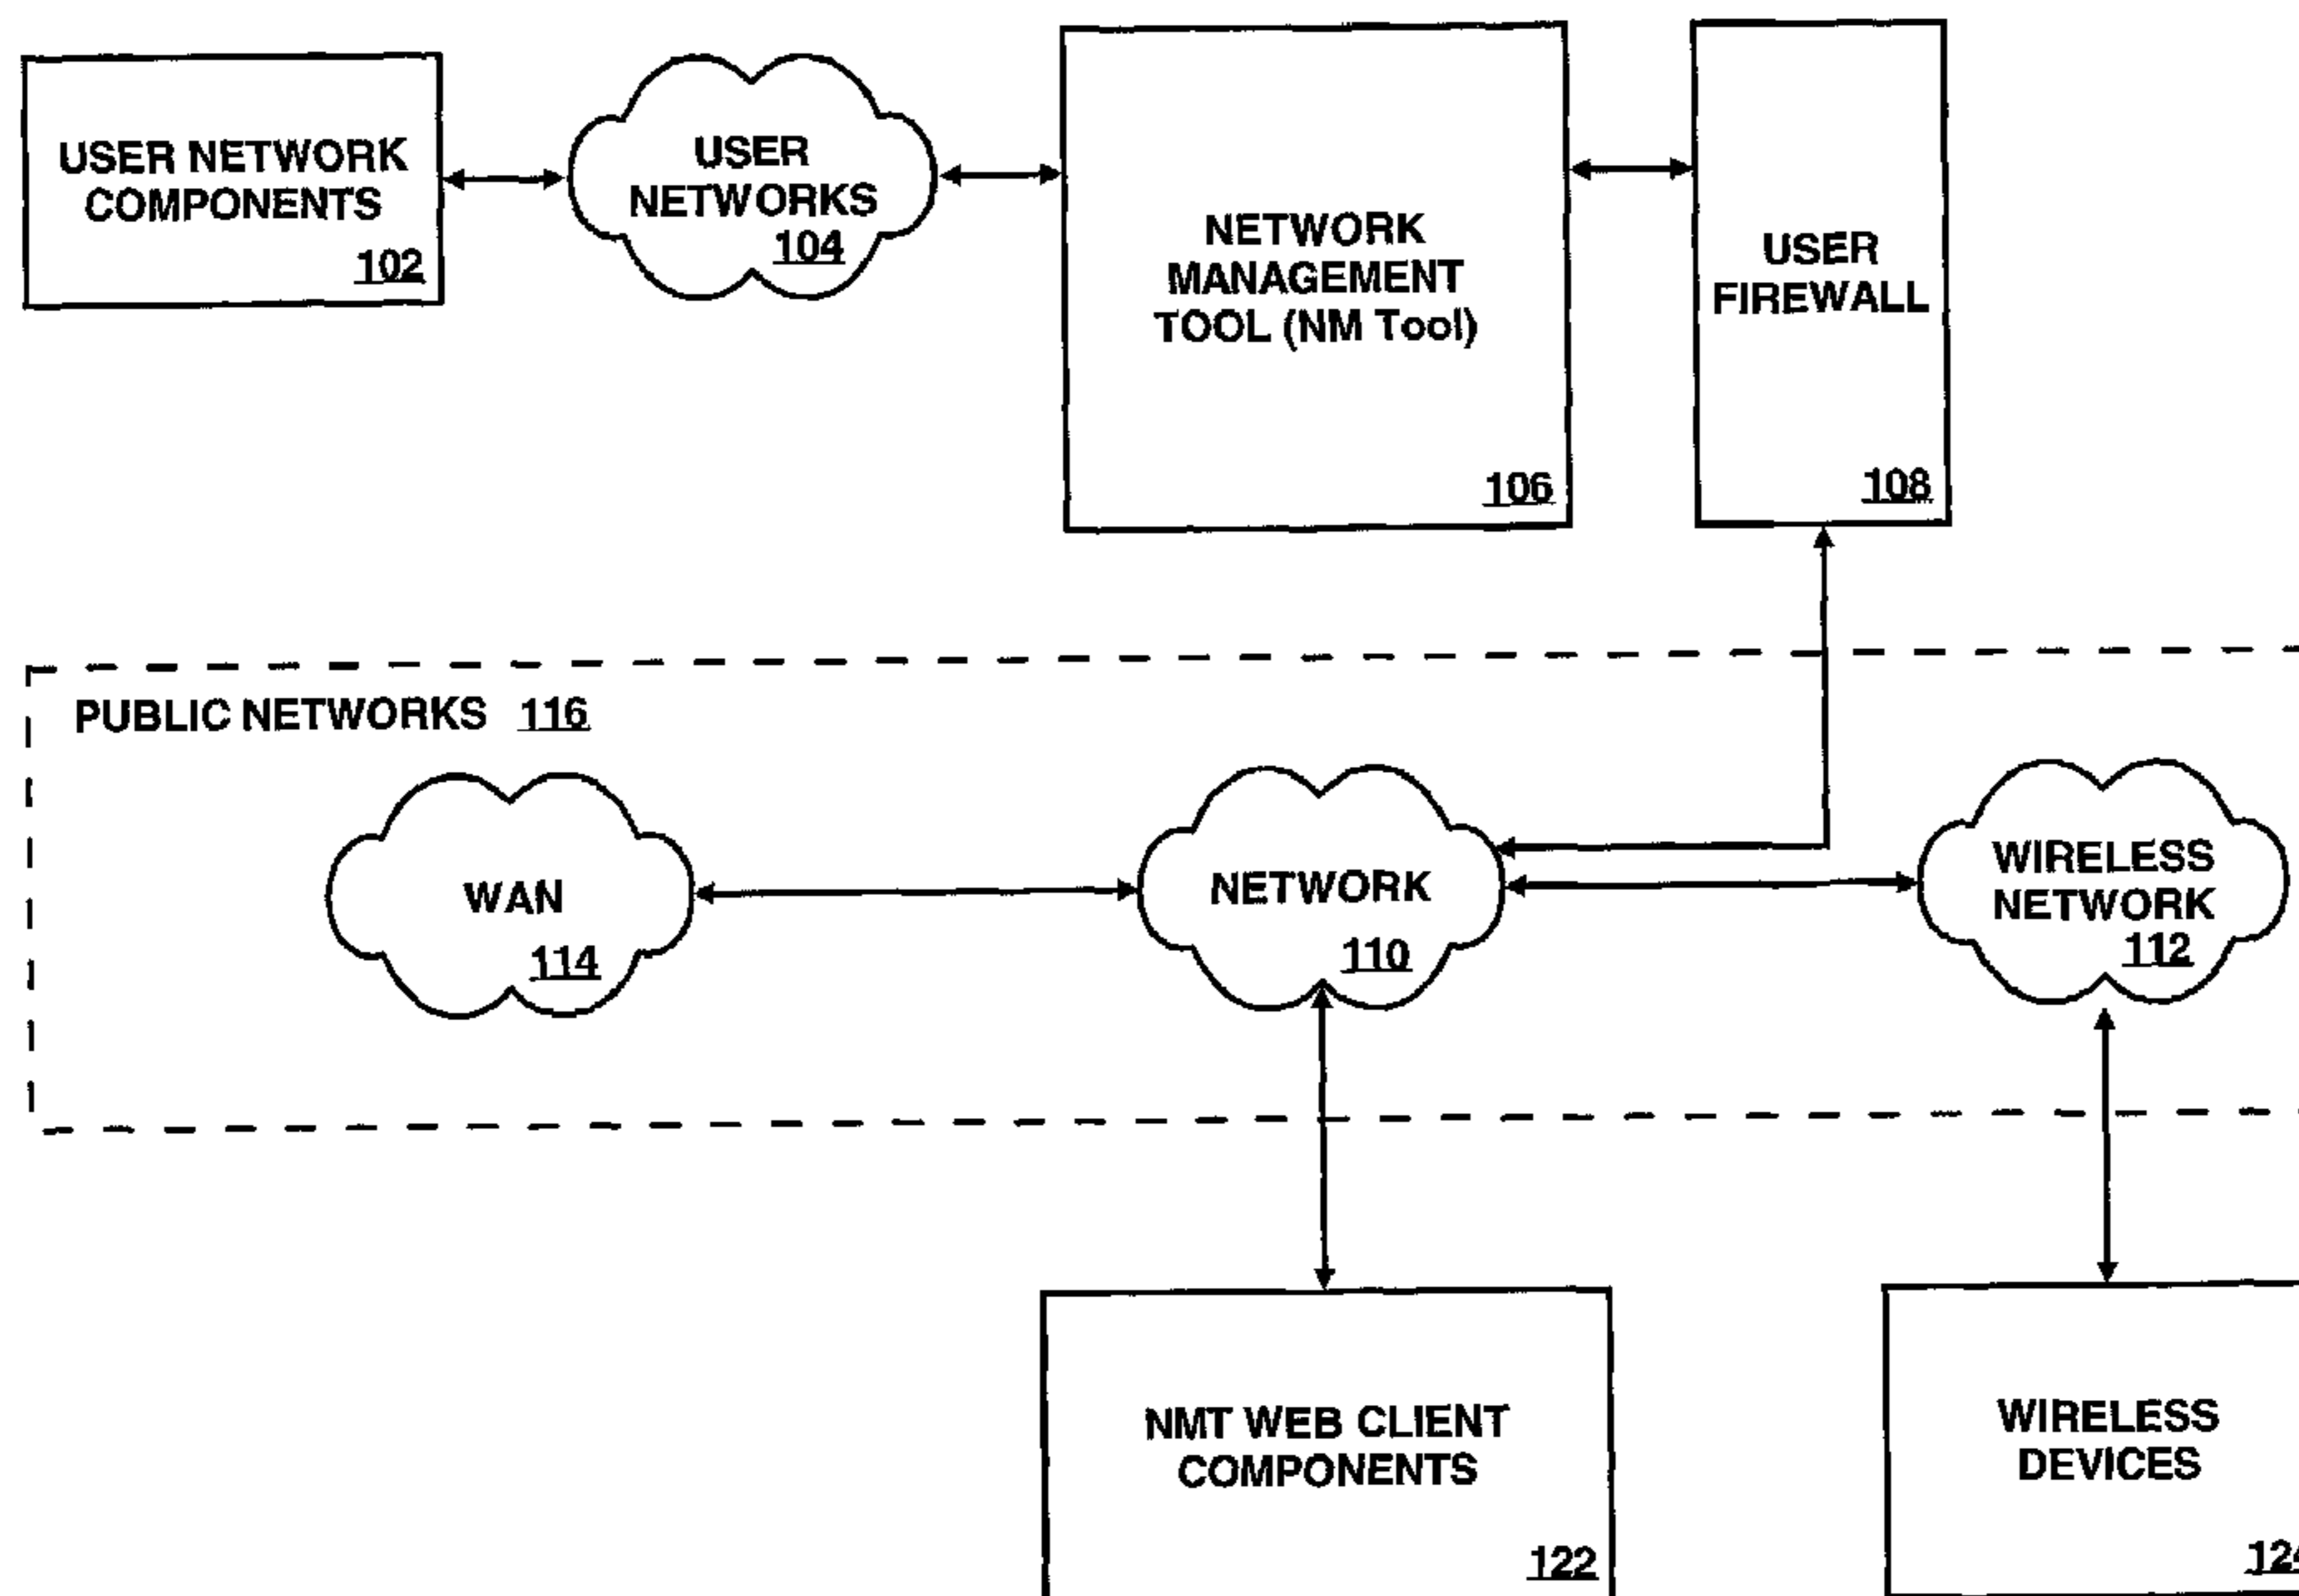 USER NETWORK
COMPONENTS
102
USER
NETWORKS
104
NETWORK
MANAGEMENT
TOOL (NM Tool)
106
USER
FIREWALL
108
PUBLIC NETWORKS 116
WAN
114
NETWORK
110
WIRELESS
NETWORK
112
NMT WEB CLIENT
COMPONENTS
122
WIRELESS
DEVICES
124